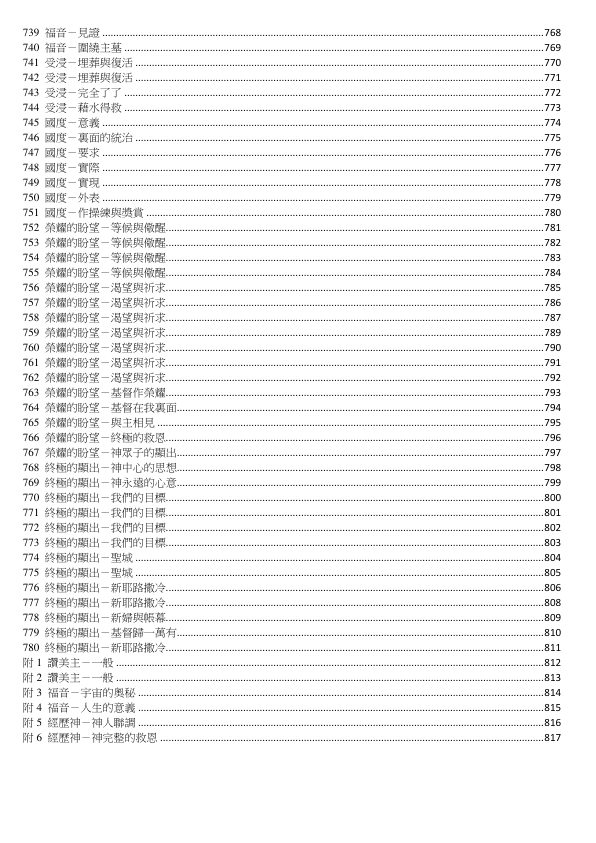 739 福音－見證 ... 768
740 福音－圍繞主墓 ... 769
741 受浸－埋葬與復活 ... 770
742 受浸－埋葬與復活 ... 771
743 受浸－完全了了 ... 772
744 受浸－藉水得救 ... 773
745 國度－意義 ... 774
746 國度－裏面的統治 ... 775
747 國度－要求 ... 776
748 國度－實際 ... 777
749 國度－實現 ... 778
750 國度－外表 ... 779
751 國度－作操練與獎賞 ... 780
752 榮耀的盼望－等候與儆醒 ... 781
753 榮耀的盼望－等候與儆醒 ... 782
754 榮耀的盼望－等候與儆醒 ... 783
755 榮耀的盼望－等候與儆醒 ... 784
756 榮耀的盼望－渴望與祈求 ... 785
757 榮耀的盼望－渴望與祈求 ... 786
758 榮耀的盼望－渴望與祈求 ... 787
759 榮耀的盼望－渴望與祈求 ... 789
760 榮耀的盼望－渴望與祈求 ... 790
761 榮耀的盼望－渴望與祈求 ... 791
762 榮耀的盼望－渴望與祈求 ... 792
763 榮耀的盼望－基督作榮耀 ... 793
764 榮耀的盼望－基督在我裏面 ... 794
765 榮耀的盼望－與主相見 ... 795
766 榮耀的盼望－終極的救恩 ... 796
767 榮耀的盼望－神眾子的顯出 ... 797
768 終極的顯出－神中心的思想 ... 798
769 終極的顯出－神永遠的心意 ... 799
770 終極的顯出－我們的目標 ... 800
771 終極的顯出－我們的目標 ... 801
772 終極的顯出－我們的目標 ... 802
773 終極的顯出－我們的目標 ... 803
774 終極的顯出－聖城 ... 804
775 終極的顯出－聖城 ... 805
776 終極的顯出－新耶路撒冷 ... 806
777 終極的顯出－新耶路撒冷 ... 808
778 終極的顯出－新婦與帳幕 ... 809
779 終極的顯出－基督歸一萬有 ... 810
780 終極的顯出－新耶路撒冷 ... 811
附 1 讚美主－一般 ... 812
附 2 讚美主－一般 ... 813
附 3 福音－宇宙的奧秘 ... 814
附 4 福音－人生的意義 ... 815
附 5 經歷神－神人聯調 ... 816
附 6 經歷神－神完整的救恩 ... 817